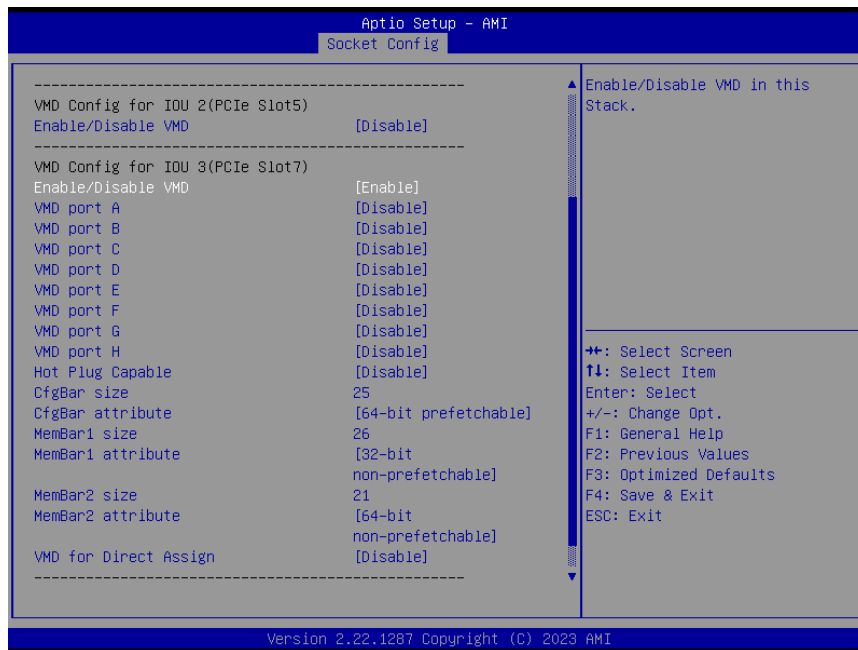 Aptio Setup – AMI
Socket Config
------------------------------------------------
VMD Config for IOU 2(PCIe Slot5)
Enable/Disable VMD [Disable]
------------------------------------------------
VMD Config for IOU 3(PCIe Slot7)
Enable/Disable VMD [Enable]
VMD port A [Disable]
VMD port B [Disable]
VMD port C [Disable]
VMD port D [Disable]
VMD port E [Disable]
VMD port F [Disable]
VMD port G [Disable]
VMD port H [Disable]
Hot Plug Capable [Disable]
CfgBar size 25
CfgBar attribute [64-bit prefetchable]
MemBar1 size 26
MemBar1 attribute [32-bit
non-prefetchable]
MemBar2 size 21
MemBar2 attribute [64-bit
non-prefetchable]
VMD for Direct Assign [Disable]
------------------------------------------------
Enable/Disable VMD in this
Stack.
→←: Select Screen
↑↓: Select Item
Enter: Select
+/-: Change Opt.
F1: General Help
F2: Previous Values
F3: Optimized Defaults
F4: Save & Exit
ESC: Exit
Version 2.22.1287 Copyright (C) 2023 AMI